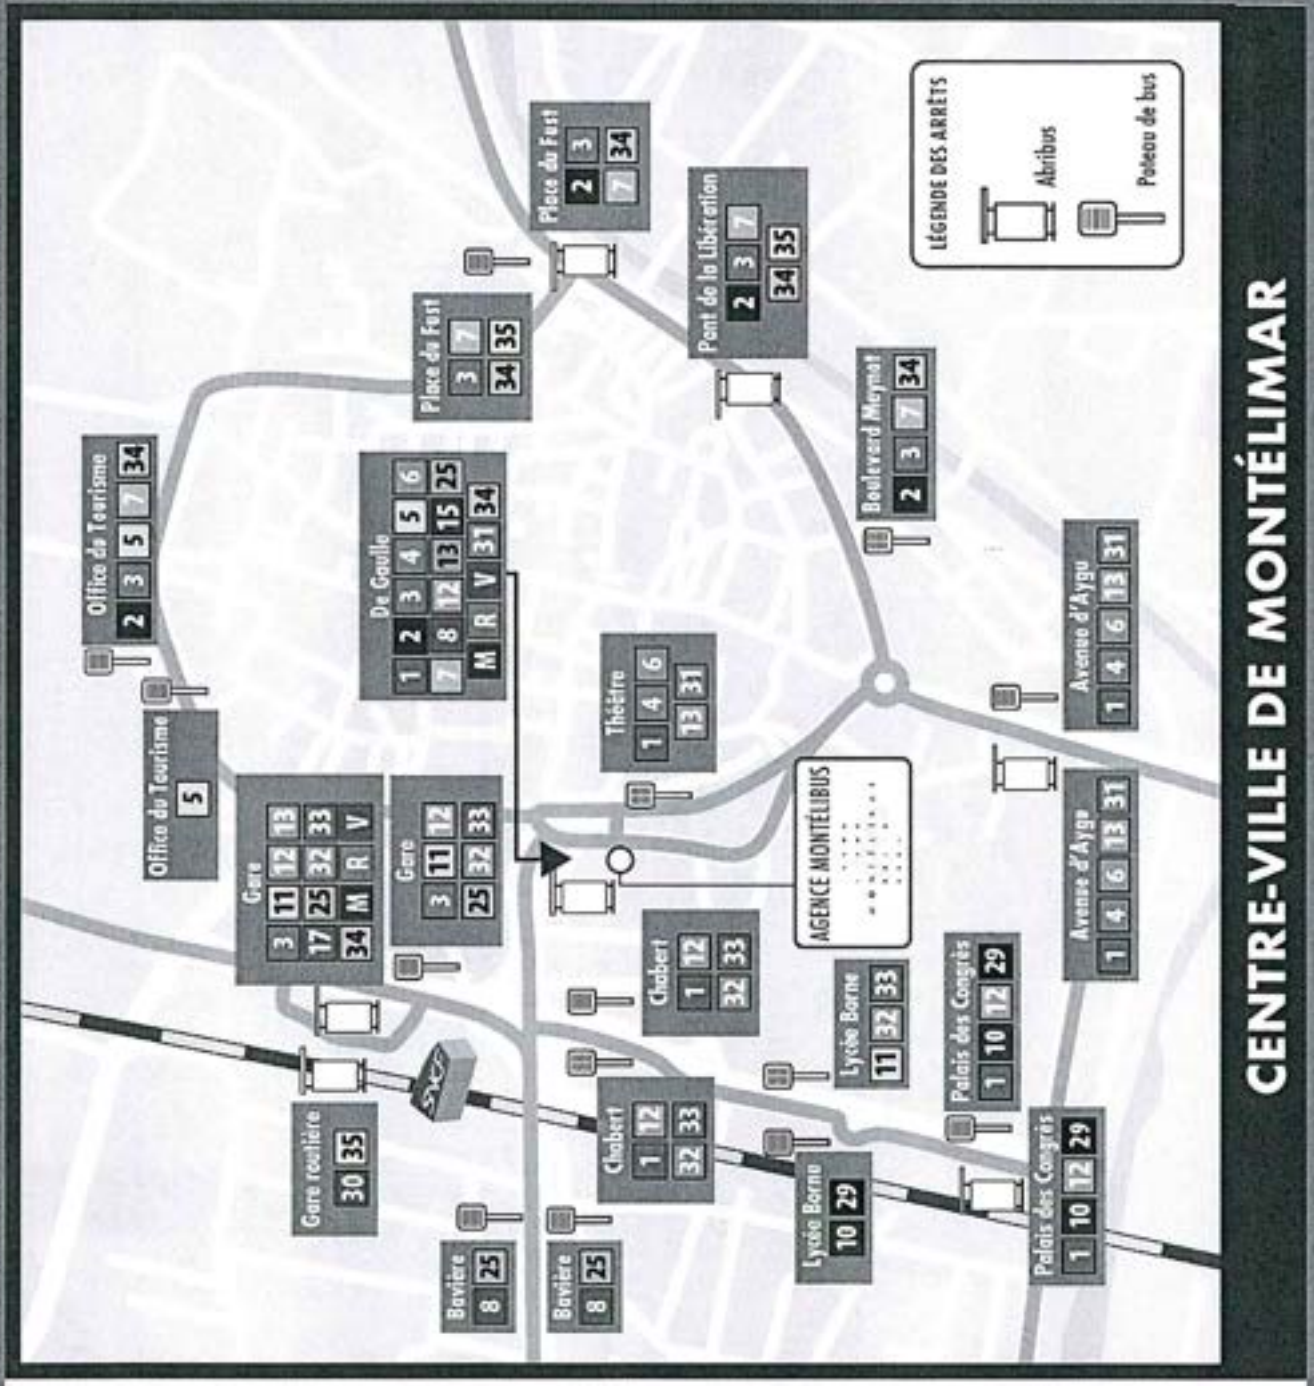 CENTRE-VILLE DE MONTÉLIMAR
LÉGENDE DES ARRÊTS
Abribus
Poteau de bus
Office du Tourisme
2 3 5 7 34
Office du Tourisme
5
Place du Fust
2 3
7 34
Place du Fust
3 7
34 35
Pont de la Libération
2 3 7
34 35
Boulevard Meynot
2 3 7 34
De Gaulle
1 2 3 4 5 6
7 8 12 13 15 25
M R V 31 34
Théâtre
1 4 6
13 31
Gare
3 11 12 13
17 25 32 33
34 M R V
Gare
3 11 12
25 32 33
AGENCE MONTÉLIBUS
Avenue d'Aygu
1 4 6 13 31
Avenue d'Aygu
1 4 6 13 31
Chabert
1 12
32 33
Chabert
1 12
32 33
Lycée Borne
11 32 33
Lycée Borne
10 29
Palais des Congrès
1 10 12 29
Palais des Congrès
1 10 12 29
SNCF
Gare routière
30 35
Bavière
8 25
Bavière
8 25